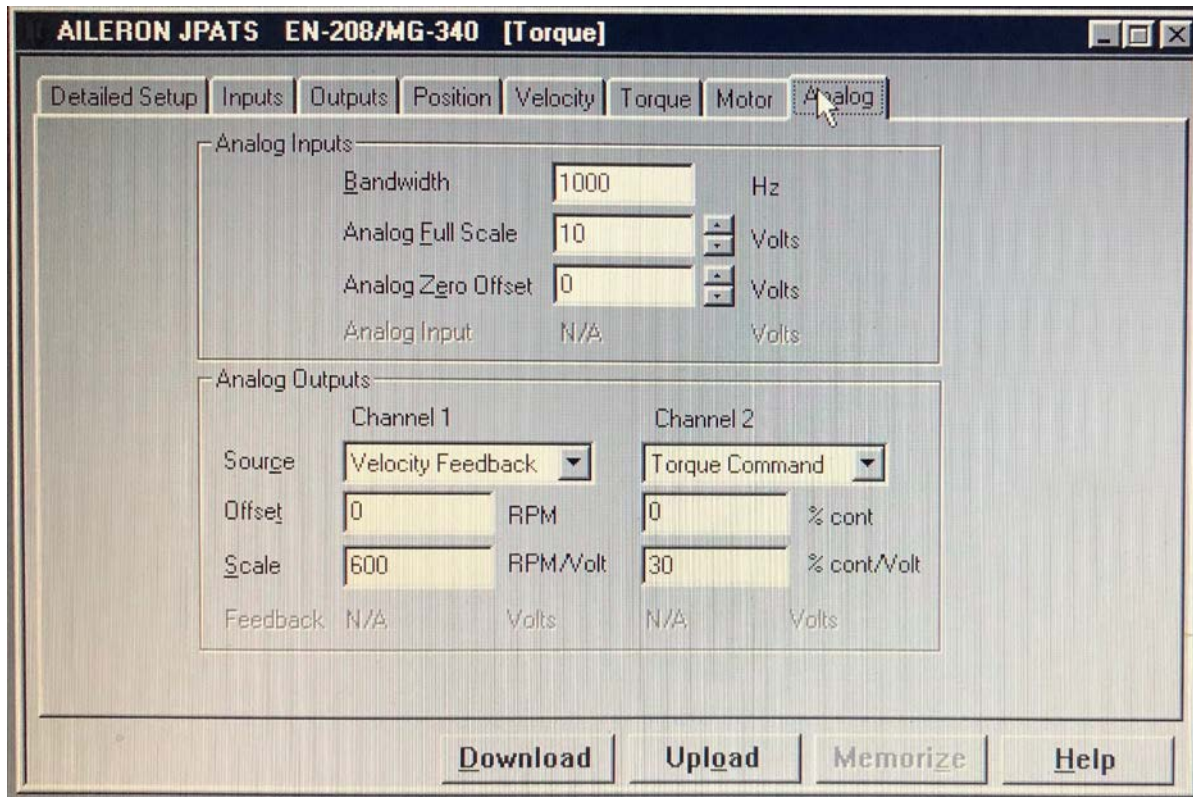 AILERON JPATS EN-208/MG-340 [Torque]
Detailed Setup Inputs Outputs Position Velocity Torque Motor Analog
Analog Inputs
Bandwidth 1000 Hz
Analog Full Scale 10 Volts
Analog Zero Offset 0 Volts
Analog Input N/A Volts
Analog Outputs
Channel 1 Channel 2
Source Velocity Feedback Torque Command
Offset 0 RPM 0 % cont
Scale 600 RPM/Volt 30 % cont/Volt
Feedback N/A Volts N/A Volts
Download Upload Memorize Help